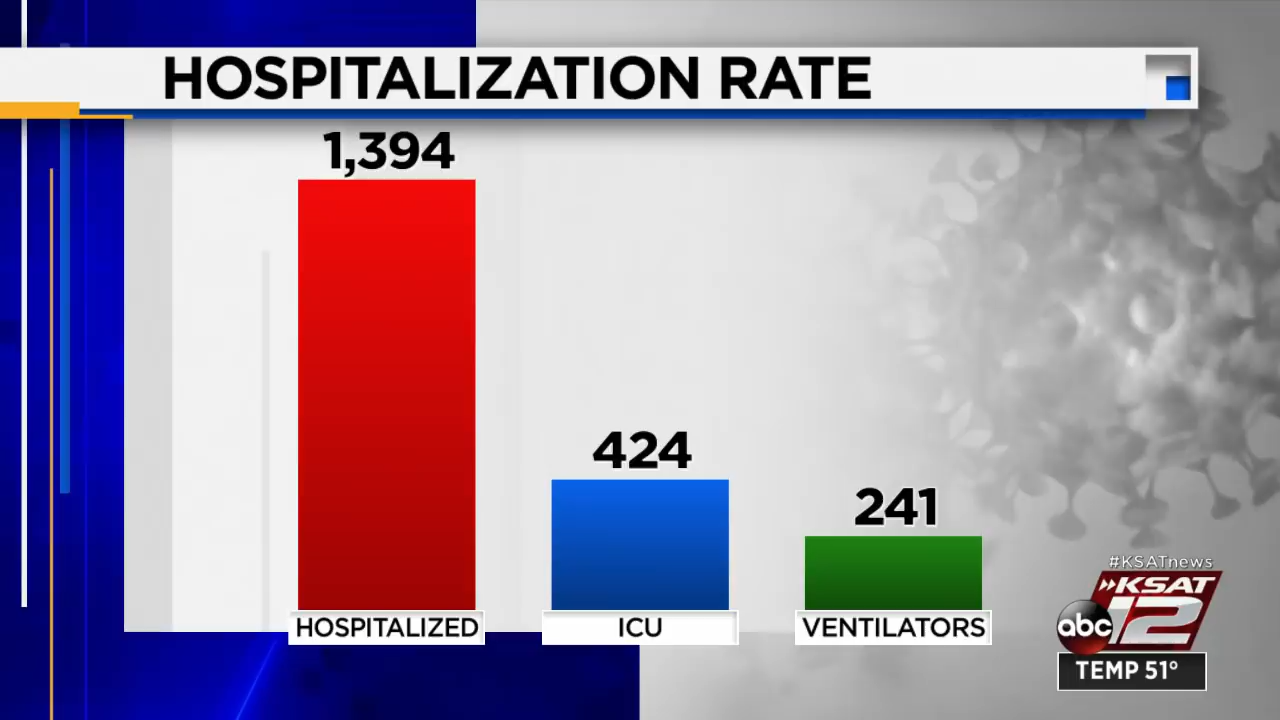 HOSPITALIZATION RATE
1,394
424
241
HOSPITALIZED
ICU
VENTILATORS
#KSATnews
KSAT
abc 12
TEMP 51°